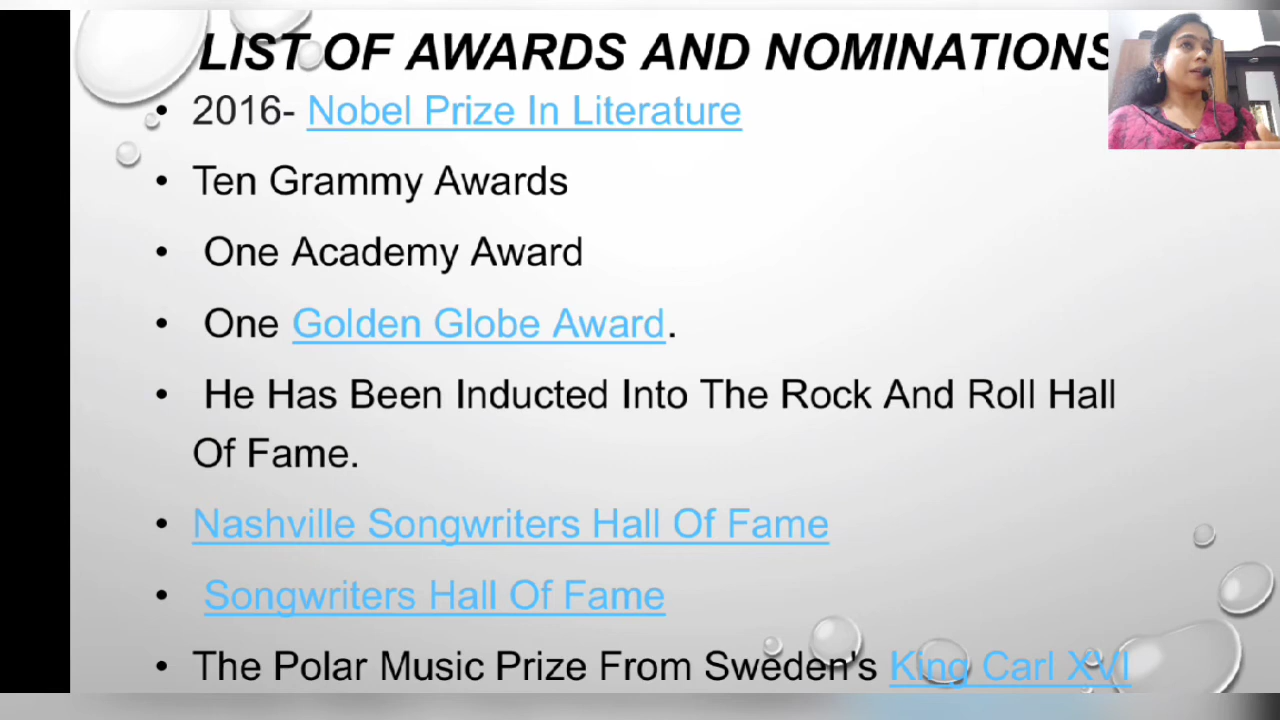 LIST OF AWARDS AND NOMINATIONS
• 2016- Nobel Prize In Literature
• Ten Grammy Awards
• One Academy Award
• One Golden Globe Award.
• He Has Been Inducted Into The Rock And Roll Hall
Of Fame.
• Nashville Songwriters Hall Of Fame
• Songwriters Hall Of Fame
• The Polar Music Prize From Sweden's King Carl XVI